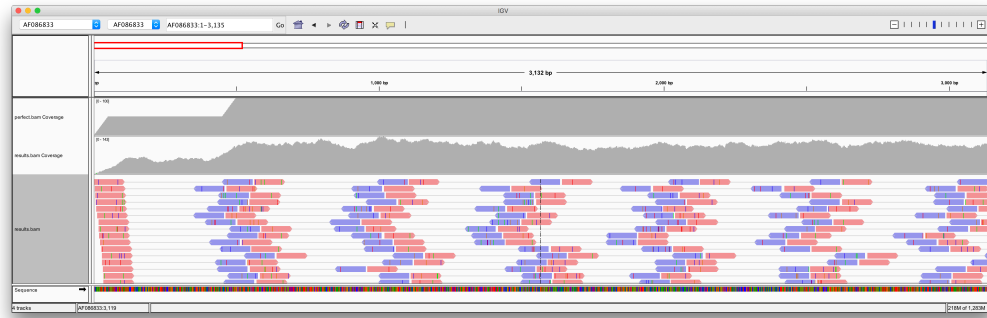 IGV
AF086833 AF086833 AF086833:1-3,135 Go
3,132 bp
bp 1,000 bp 2,000 bp 3,000 bp
[0 - 100]
perfect.bam Coverage
[0 - 143]
results.bam Coverage
results.bam
Sequence
4 tracks AF086833:3,119 218M of 1,283M